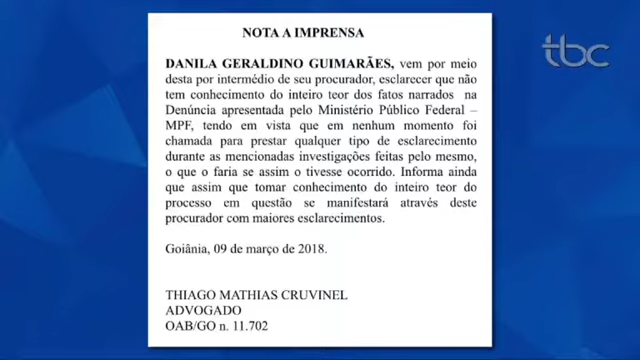 tbc
NOTA A IMPRENSA
DANILA GERALDINO GUIMARÃES, vem por meio
desta por intermédio de seu procurador, esclarecer que não
tem conhecimento do inteiro teor dos fatos narrados na
Denúncia apresentada pelo Ministério Público Federal –
MPF, tendo em vista que em nenhum momento foi
chamada para prestar qualquer tipo de esclarecimento
durante as mencionadas investigações feitas pelo mesmo,
o que o faria se assim o tivesse ocorrido. Informa ainda
que assim que tomar conhecimento do inteiro teor do
processo em questão se manifestará através deste
procurador com maiores esclarecimentos.
Goiânia, 09 de março de 2018.
THIAGO MATHIAS CRUVINEL
ADVOGADO
OAB/GO n. 11.702